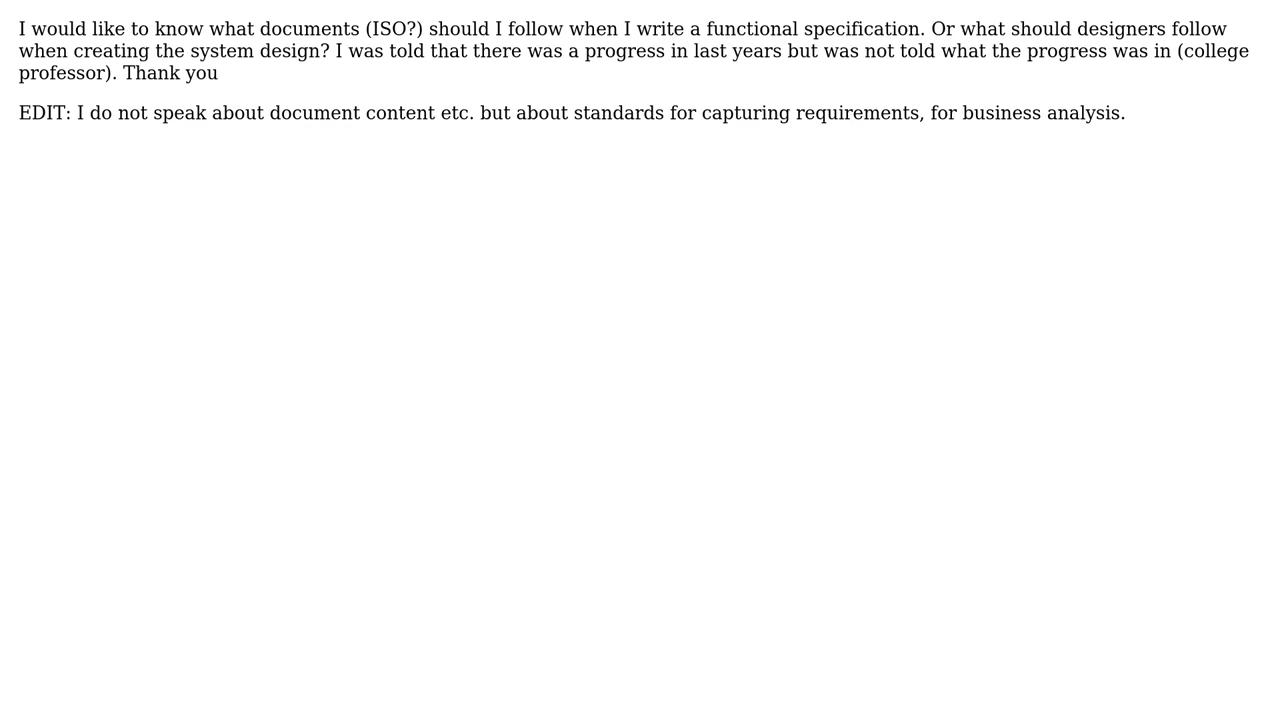 I would like to know what documents (ISO?) should I follow when I write a functional specification. Or what should designers follow
when creating the system design? I was told that there was a progress in last years but was not told what the progress was in (college
professor). Thank you
EDIT: I do not speak about document content etc. but about standards for capturing requirements, for business analysis.